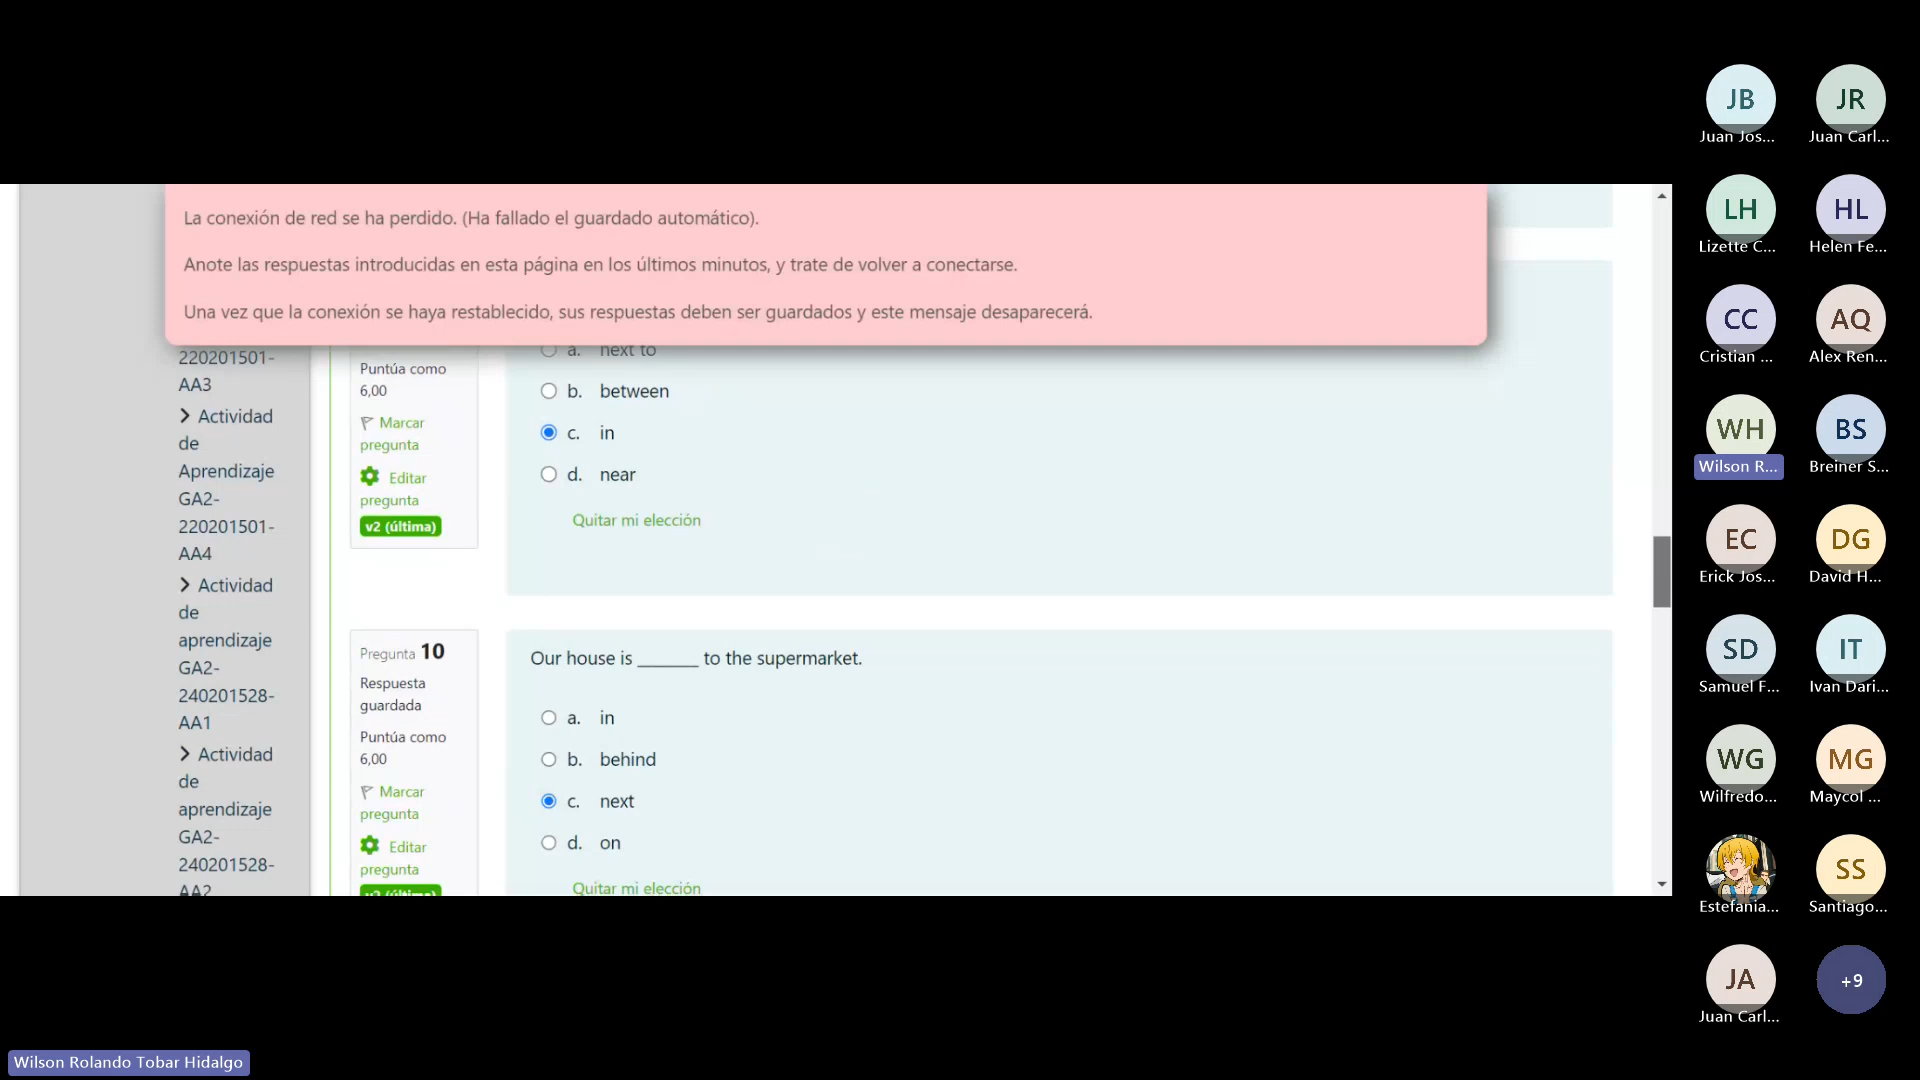 La conexión de red se ha perdido. (Ha fallado el guardado automático).
Anote las respuestas introducidas en esta página en los últimos minutos, y trate de volver a conectarse.
Una vez que la conexión se haya restablecido, sus respuestas deben ser guardados y este mensaje desaparecerá.
220201501-
AA3
Actividad
de
Aprendizaje
GA2-
220201501-
AA4
Actividad
de
aprendizaje
GA2-
240201528-
AA1
Actividad
de
aprendizaje
GA2-
240201528-
AA2
Puntúa como
6,00
Marcar
pregunta
Editar
pregunta
v2 (última)
a. next to
b. between
c. in
d. near
Quitar mi elección
Pregunta 10
Respuesta
guardada
Puntúa como
6,00
Marcar
pregunta
Editar
pregunta
v2 (última)
Our house is _______ to the supermarket.
a. in
b. behind
c. next
d. on
Quitar mi elección
JB
Juan Jos...
JR
Juan Carl...
LH
Lizette C...
HL
Helen Fe...
CC
Cristian ...
AQ
Alex Ren...
WH
Wilson R...
BS
Breiner S...
EC
Erick Jos...
DG
David H...
SD
Samuel F...
IT
Ivan Dari...
WG
Wilfredo...
MG
Maycol ...
Estefania...
SS
Santiago...
JA
Juan Carl...
+9
Wilson Rolando Tobar Hidalgo